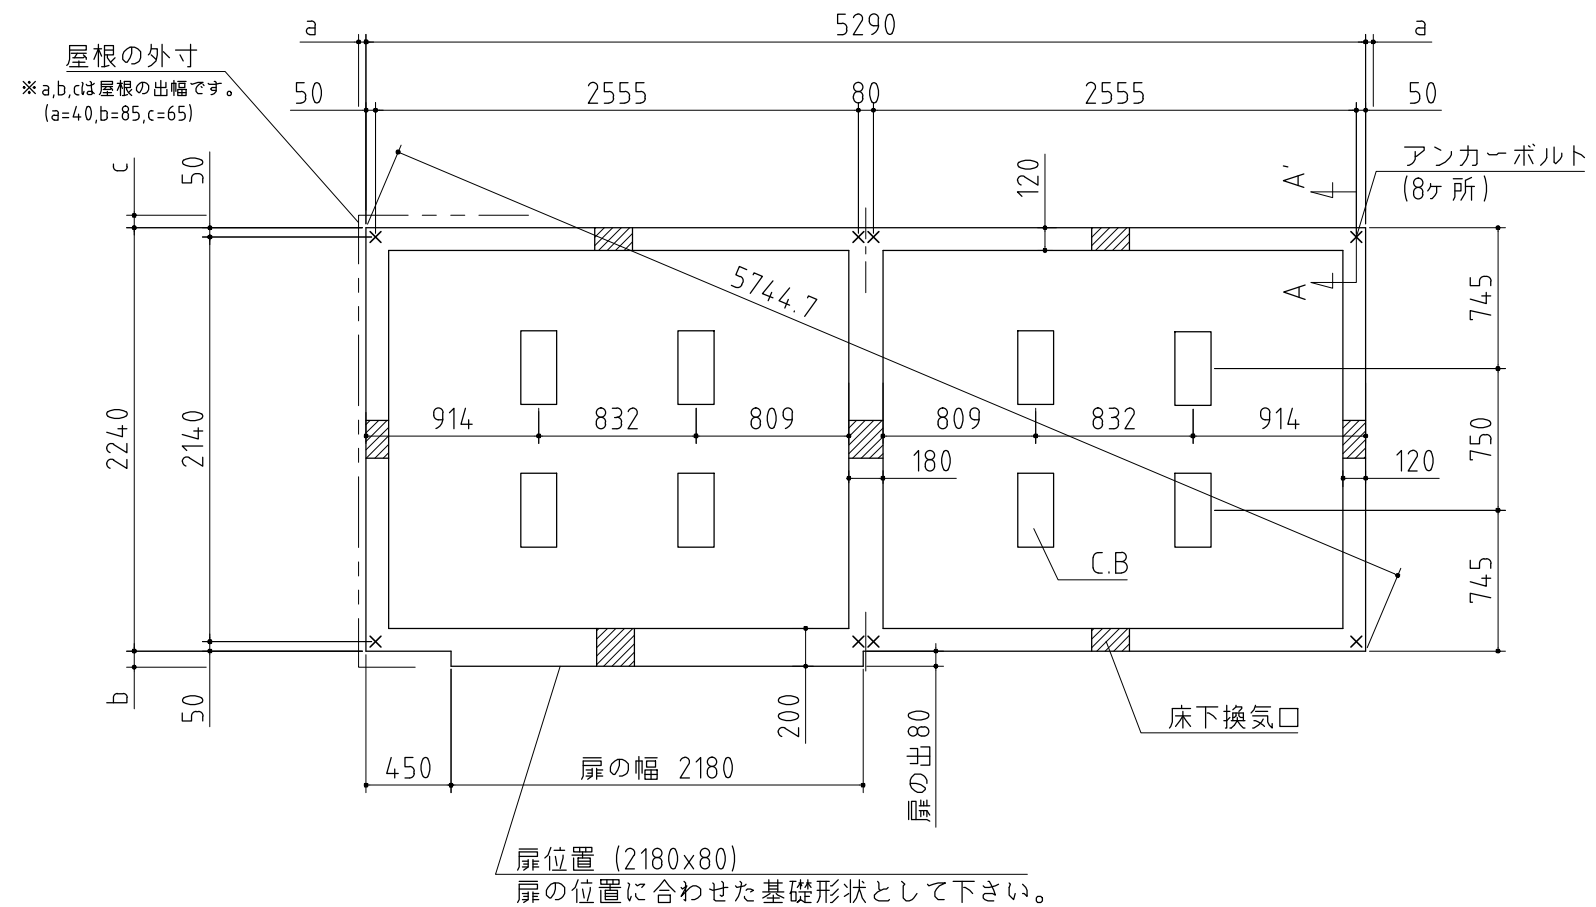 a
5290
a
屋根の外寸
※a,b,cは屋根の出幅です。
(a=40,b=85,c=65)
50
2555
80
2555
50
c
50
120
A'
アンカーボルト
(8ヶ所)
5744.7
A
745
2240
2140
914
832
809
809
832
914
750
180
120
C.B
745
b
50
200
扉の出80
床下換気口
450
扉の幅 2180
扉位置 (2180x80)
扉の位置に合わせた基礎形状として下さい。